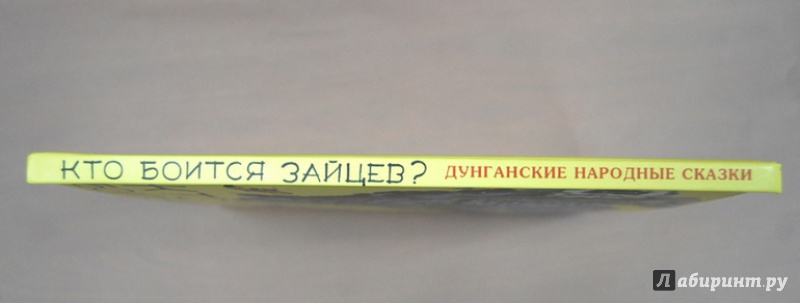 КТО БОИТСЯ ЗАЙЦЕВ? ДУНГАНСКИЕ НАРОДНЫЕ СКАЗКИ
Лабиринт.ру